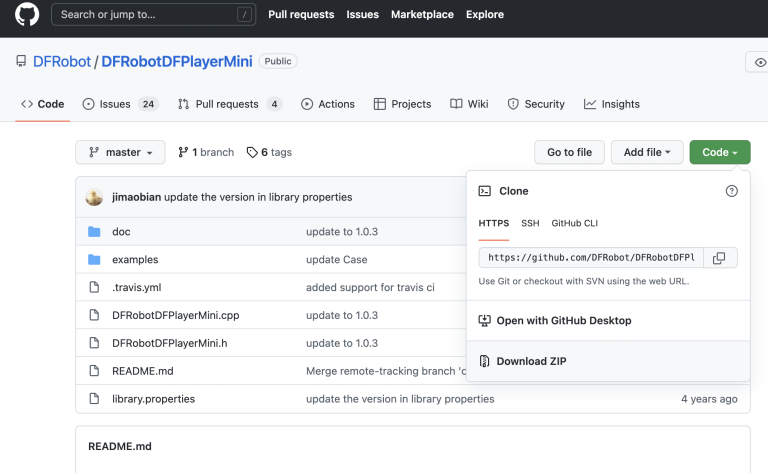 Search or jump to... /
Pull requests Issues Marketplace Explore
DFRobot / DFRobotDFPlayerMini Public
<> Code Issues 24 Pull requests 4 Actions Projects Wiki Security Insights
master 1 branch 6 tags Go to file Add file Code
jimaobian update the version in library properties
doc update to 1.0.3
examples update Case
.travis.yml added support for travis ci
DFRobotDFPlayerMini.cpp update to 1.0.3
DFRobotDFPlayerMini.h update to 1.0.3
README.md Merge remote-tracking branch 'c
library.properties update the version in library properties 4 years ago
Clone
HTTPS SSH GitHub CLI
https://github.com/DFRobot/DFRobotDFPl
Use Git or checkout with SVN using the web URL.
Open with GitHub Desktop
Download ZIP
README.md